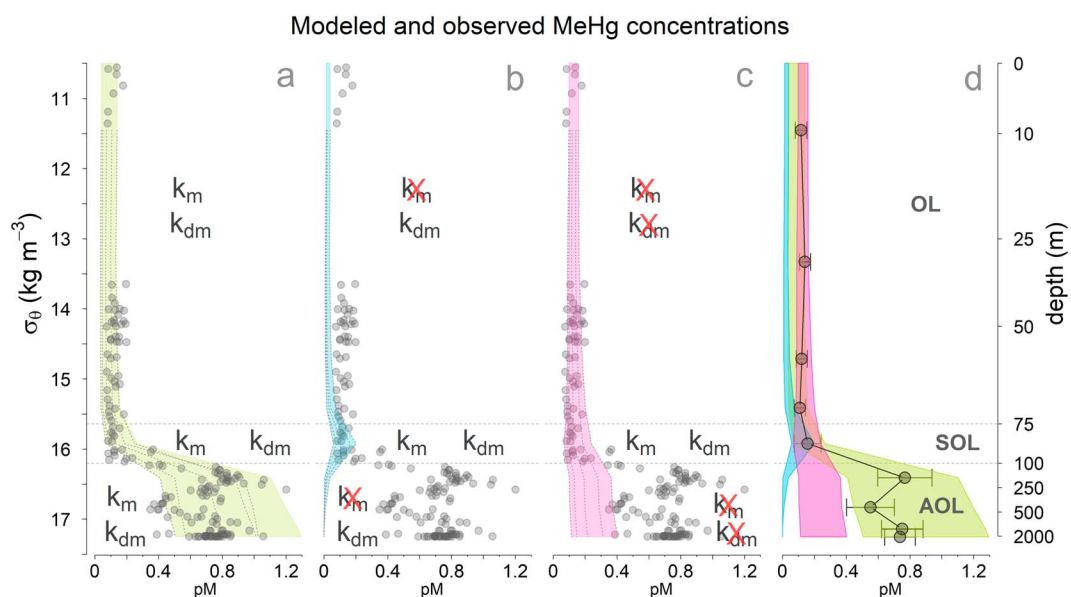 Modeled and observed MeHg concentrations
a b c d
11
12
13
14
15
16
17
σθ (kg m⁻³)
km
kdm
km
kdm
km
kdm
OL
km kdm
km kdm
km kdm
SOL
km
kdm
km
kdm
km
kdm
AOL
0
10
25
50
75
100
250
500
2000
depth (m)
0 0.4 0.8 1.2
0 0.4 0.8 1.2
0 0.4 0.8 1.2
0 0.4 0.8 1.2
pM pM pM pM